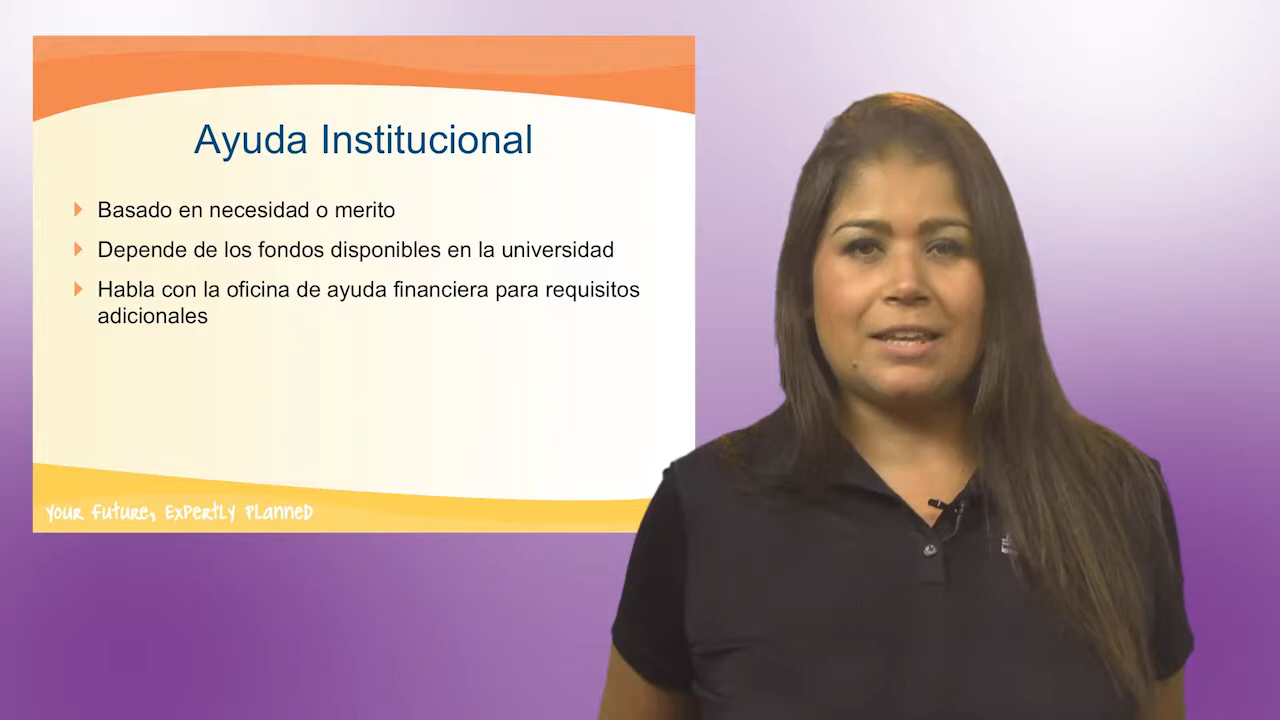 Ayuda Institucional
Basado en necesidad o merito
Depende de los fondos disponibles en la universidad
Habla con la oficina de ayuda financiera para requisitos
adicionales
Your Future, Expertly Planned